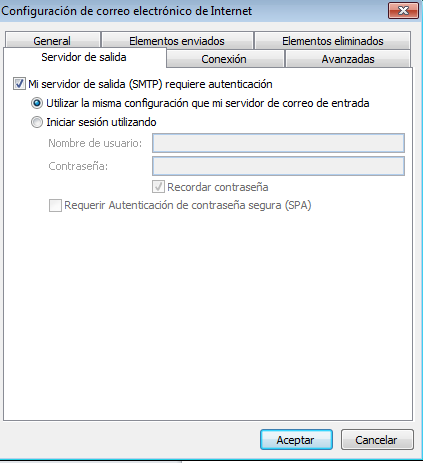 Configuración de correo electrónico de Internet
General Elementos enviados Elementos eliminados
Servidor de salida Conexión Avanzadas
Mi servidor de salida (SMTP) requiere autenticación
Utilizar la misma configuración que mi servidor de correo de entrada
Iniciar sesión utilizando
Nombre de usuario:
Contraseña:
Recordar contraseña
Requerir Autenticación de contraseña segura (SPA)
Aceptar Cancelar